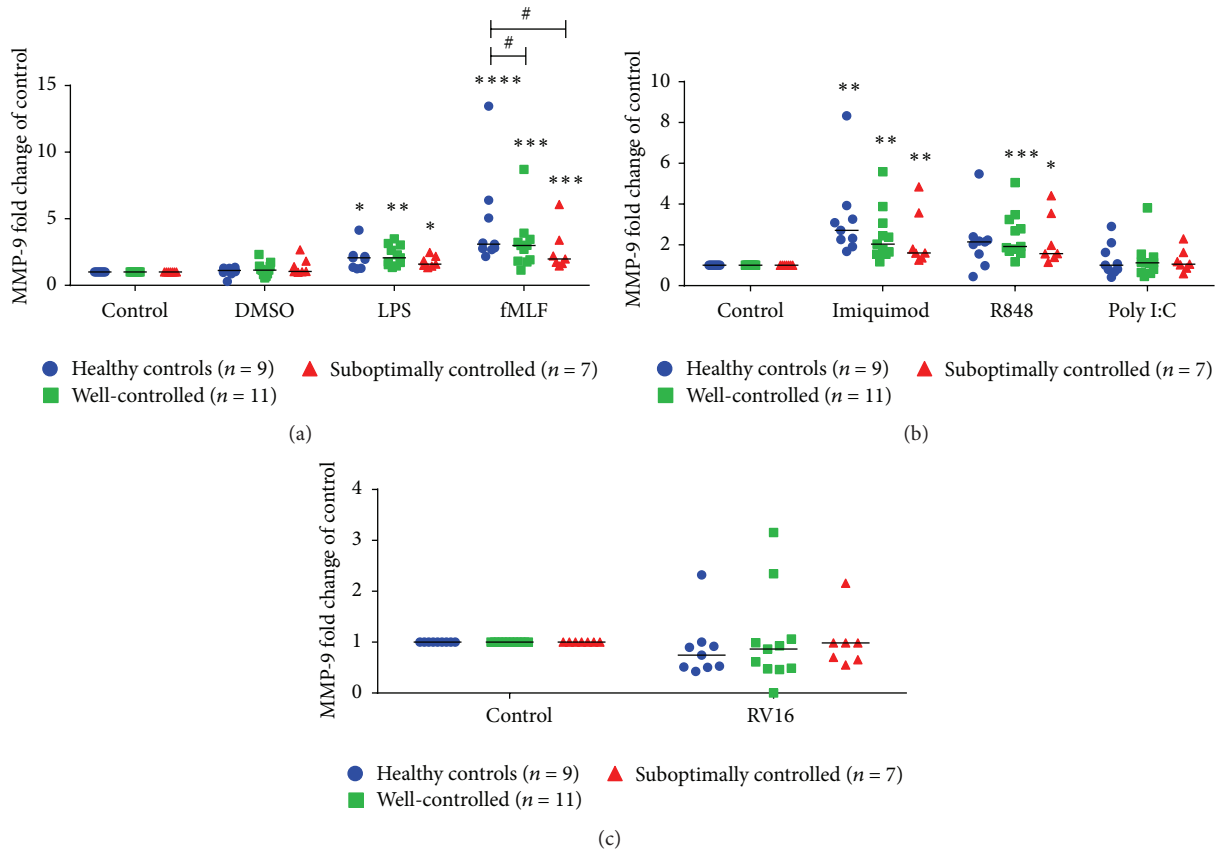 #
#
MMP-9 fold change of control
15
10
5
0
****
***
***
*
**
*
Control
DMSO
LPS
fMLF
Healthy controls (n = 9)
Suboptimally controlled (n = 7)
Well-controlled (n = 11)
(a)
MMP-9 fold change of control
10
8
6
4
2
0
**
**
**
***
*
Control
Imiquimod
R848
Poly I:C
Healthy controls (n = 9)
Suboptimally controlled (n = 7)
Well-controlled (n = 11)
(b)
MMP-9 fold change of control
4
3
2
1
0
Control
RV16
Healthy controls (n = 9)
Suboptimally controlled (n = 7)
Well-controlled (n = 11)
(c)